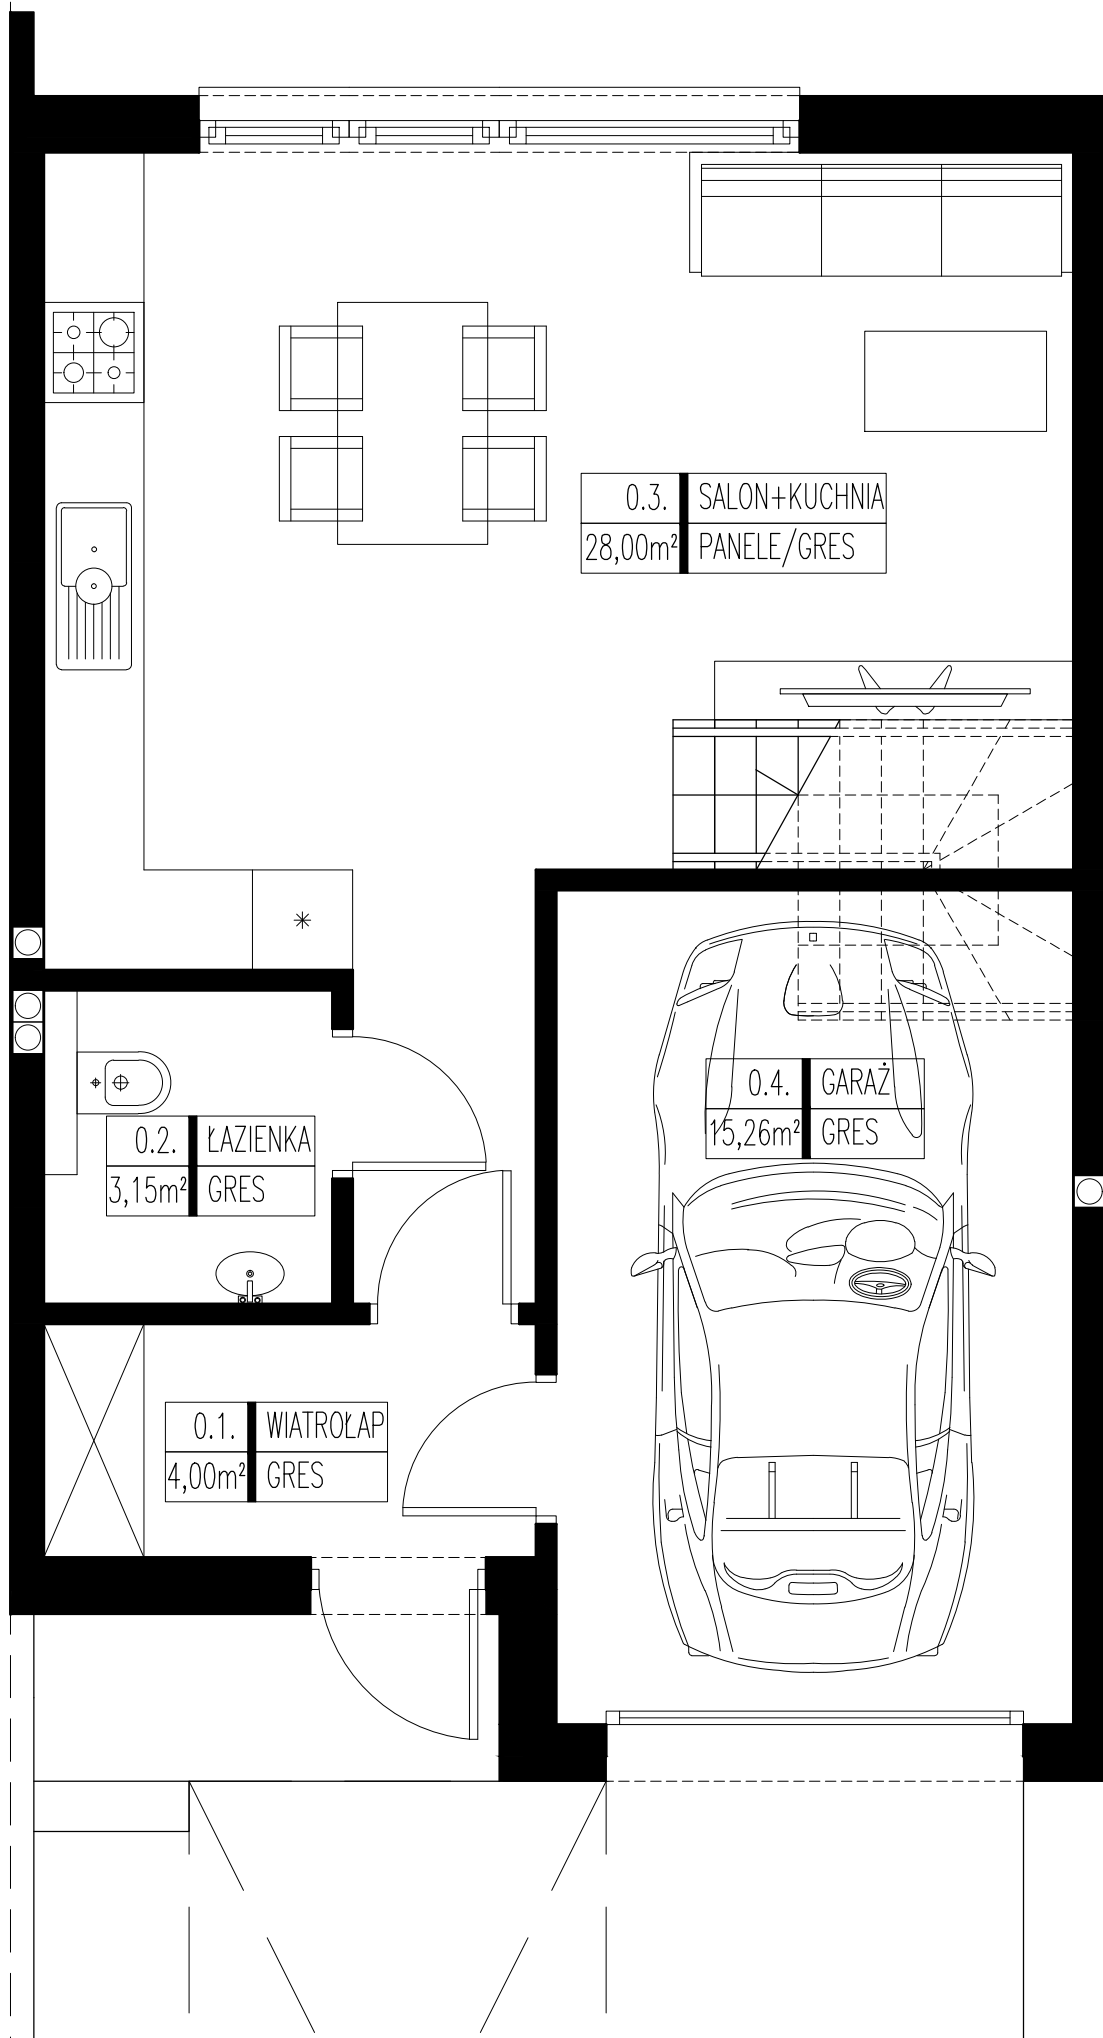 0.3. SALON+KUCHNIA
28,00m² PANELE/GRES
0.4. GARAŻ
15,26m² GRES
0.2. ŁAZIENKA
3,15m² GRES
0.1. WIATROŁAP
4,00m² GRES